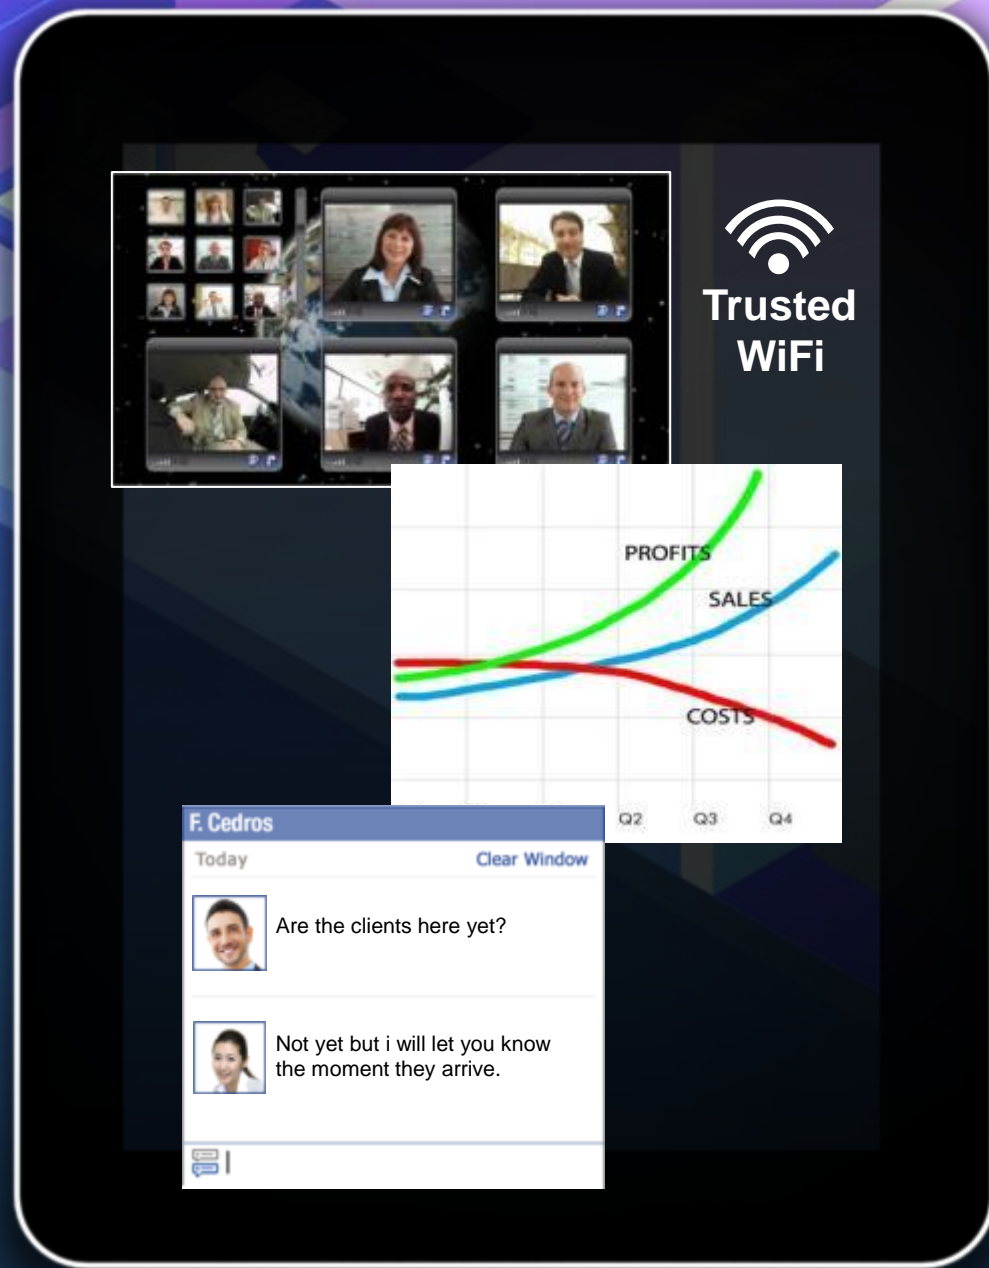 Trusted
WiFi
PROFITS
SALES
COSTS
Q2
Q3
Q4
F. Cedros
Today
Clear Window
Are the clients here yet?
Not yet but i will let you know
the moment they arrive.